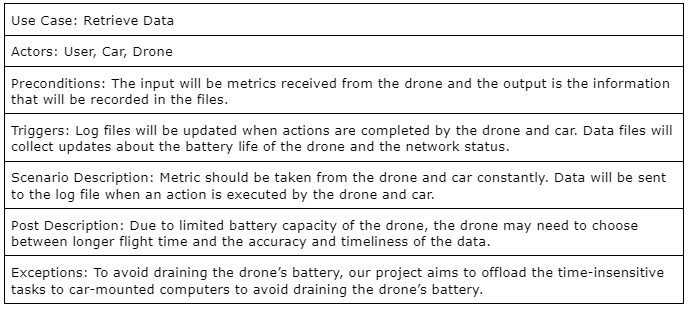 Use Case: Retrieve Data
Actors: User, Car, Drone
Preconditions: The input will be metrics received from the drone and the output is the information
that will be recorded in the files.
Triggers: Log files will be updated when actions are completed by the drone and car. Data files will
collect updates about the battery life of the drone and the network status.
Scenario Description: Metric should be taken from the drone and car constantly. Data will be sent
to the log file when an action is executed by the drone and car.
Post Description: Due to limited battery capacity of the drone, the drone may need to choose
between longer flight time and the accuracy and timeliness of the data.
Exceptions: To avoid draining the drone’s battery, our project aims to offload the time-insensitive
tasks to car-mounted computers to avoid draining the drone’s battery.